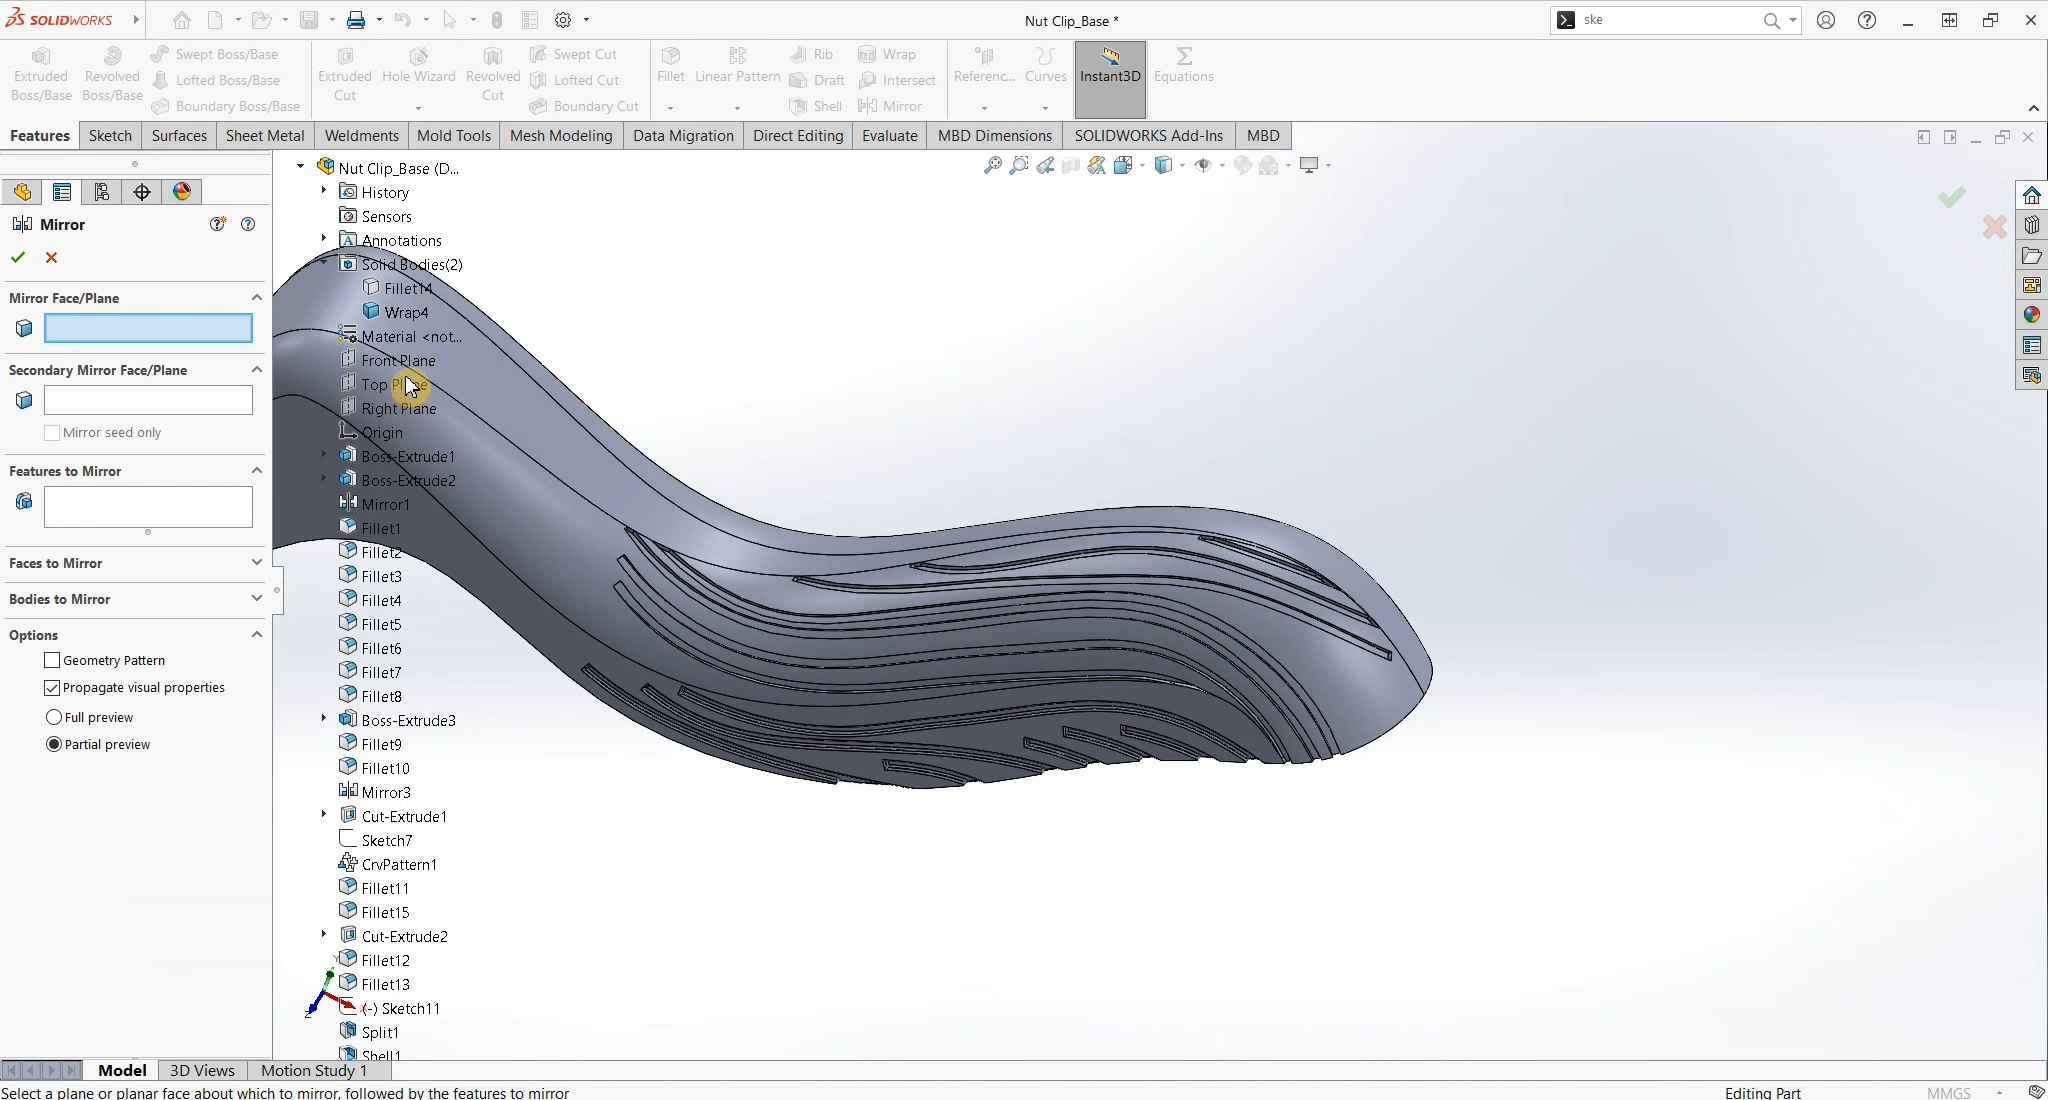 SOLIDWORKS
Nut Clip_Base *
ske
Extruded Boss/Base
Revolved Boss/Base
Swept Boss/Base
Lofted Boss/Base
Boundary Boss/Base
Extruded Cut
Hole Wizard
Revolved Cut
Swept Cut
Lofted Cut
Boundary Cut
Fillet
Linear Pattern
Rib
Draft
Shell
Wrap
Intersect
Mirror
Referenc...
Curves
Instant3D
Equations
Features
Sketch
Surfaces
Sheet Metal
Weldments
Mold Tools
Mesh Modeling
Data Migration
Direct Editing
Evaluate
MBD Dimensions
SOLIDWORKS Add-Ins
MBD
Mirror
Mirror Face/Plane
Secondary Mirror Face/Plane
Mirror seed only
Features to Mirror
Faces to Mirror
Bodies to Mirror
Options
Geometry Pattern
Propagate visual properties
Full preview
Partial preview
Nut Clip_Base (D...
History
Sensors
Annotations
Solid Bodies(2)
Fillet14
Wrap4
Material <not...
Front Plane
Top Plane
Right Plane
Origin
Boss-Extrude1
Boss-Extrude2
Mirror1
Fillet1
Fillet2
Fillet3
Fillet4
Fillet5
Fillet6
Fillet7
Fillet8
Boss-Extrude3
Fillet9
Fillet10
Mirror3
Cut-Extrude1
Sketch7
CrvPattern1
Fillet11
Fillet15
Cut-Extrude2
Fillet12
Fillet13
(-) Sketch11
Split1
Shell1
Model
3D Views
Motion Study 1
Select a plane or planar face about which to mirror, followed by the features to mirror
Editing Part
MMGS